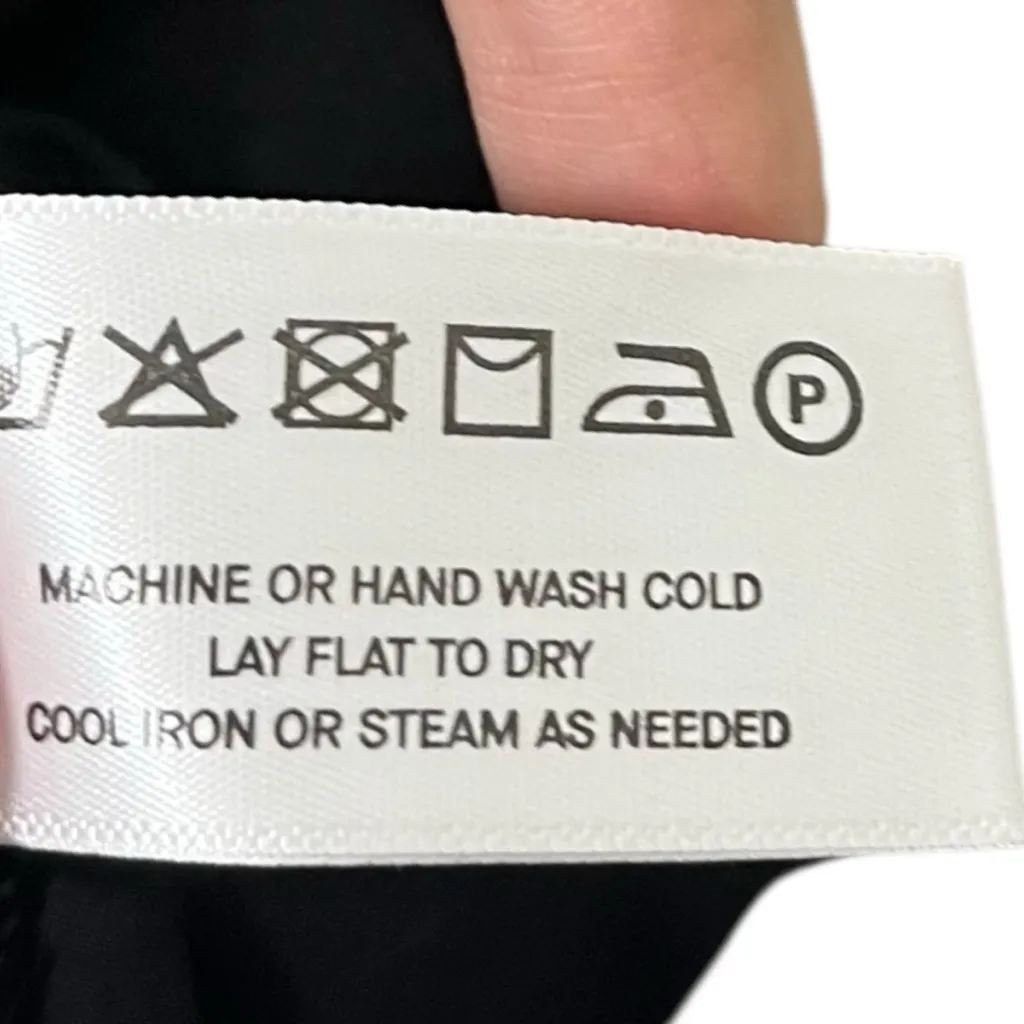 P
MACHINE OR HAND WASH COLD
LAY FLAT TO DRY
COOL IRON OR STEAM AS NEEDED